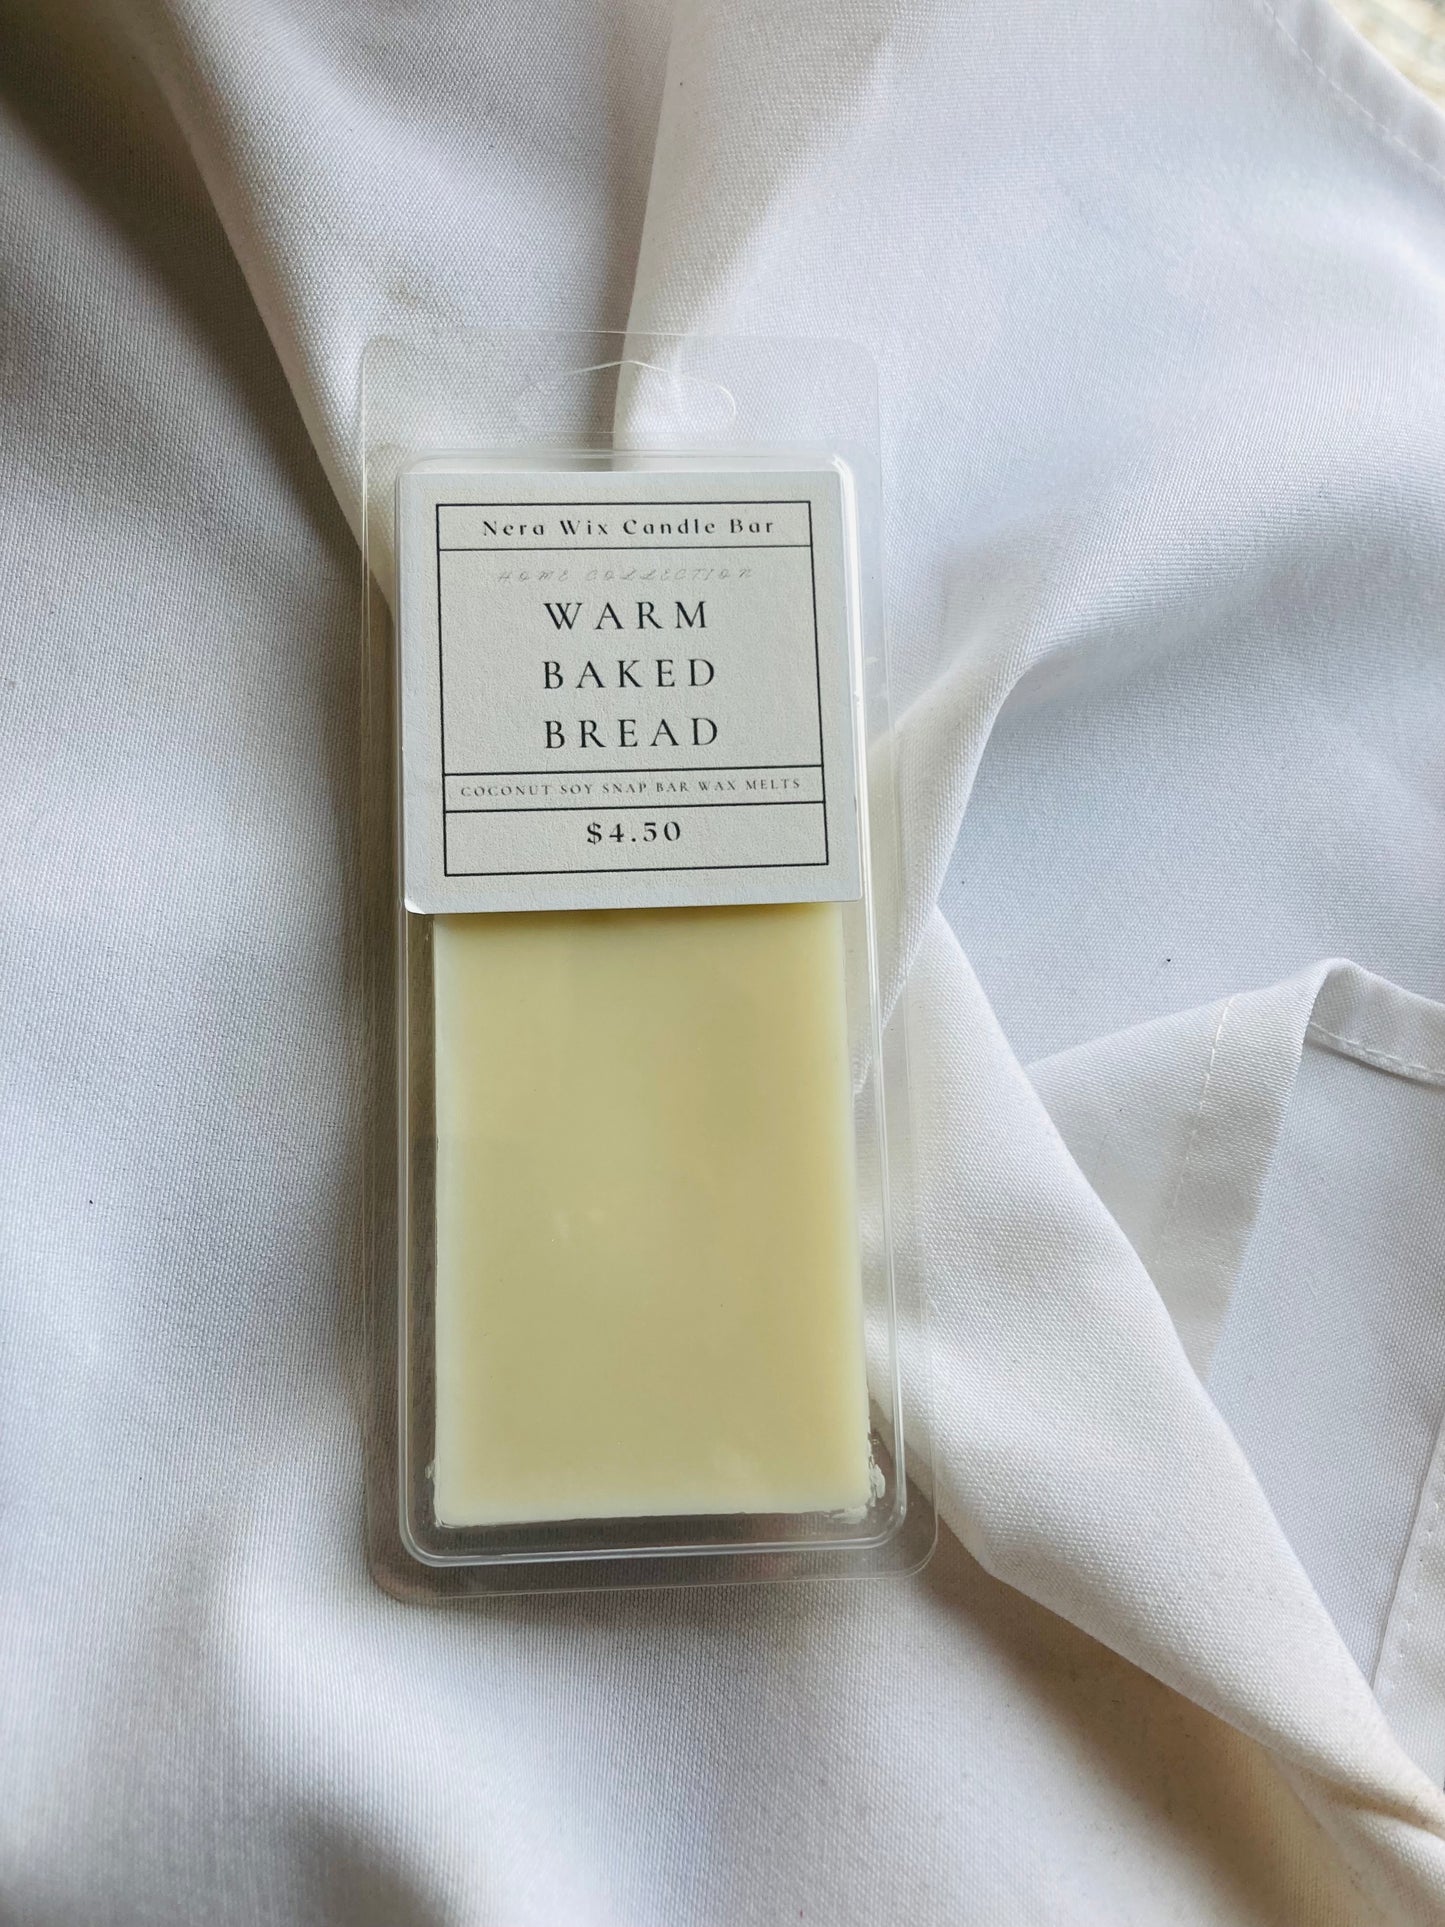 Nera Wix Candle Bar
HOME COLLECTION
WARM
BAKED
BREAD
COCONUT SOY SNAP BAR WAX MELTS
$4.50